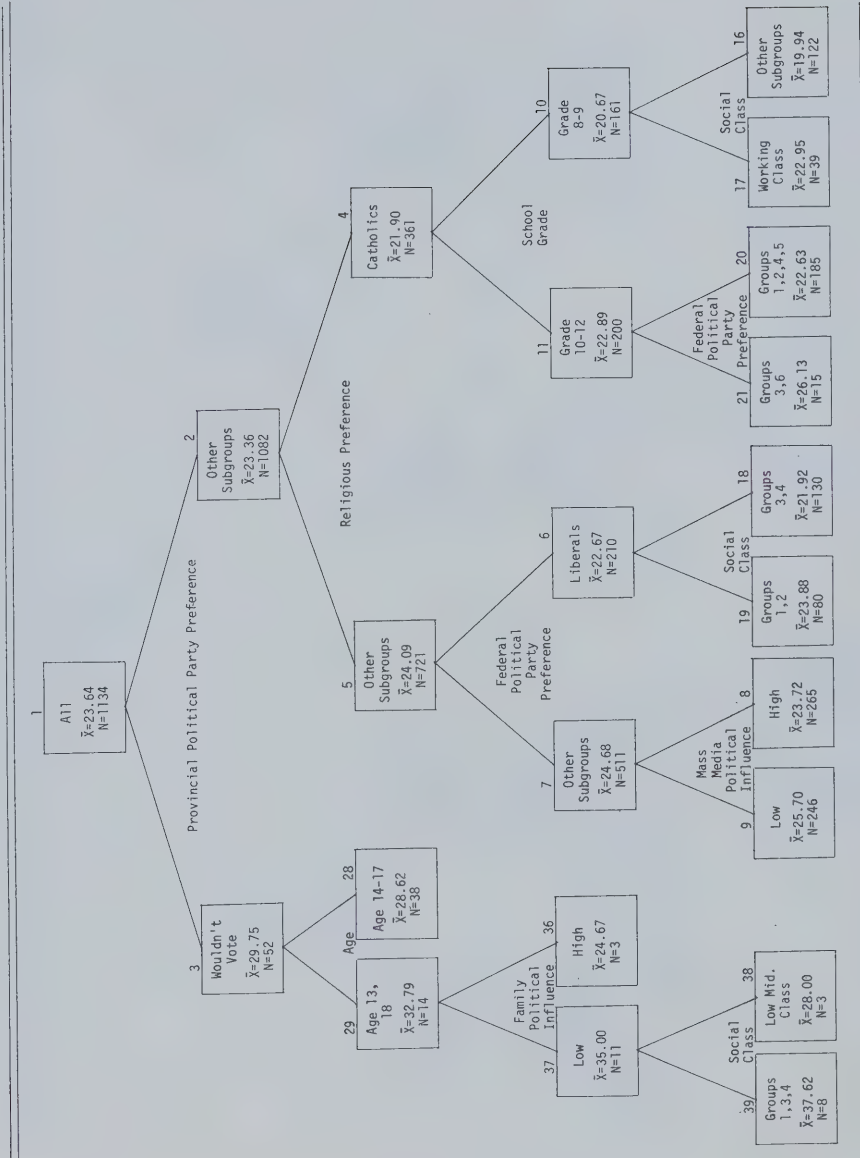 1
All
X̄=23.64
N=1134
Provincial Political Party Preference
3
Wouldn't
Vote
X̄=29.75
N=52
2
Other
Subgroups
X̄=23.36
N=1082
Age
29
Age 13,
18
X̄=32.79
N=14
28
Age 14-17
X̄=28.62
N=38
Religious Preference
5
Other
Subgroups
X̄=24.09
N=721
4
Catholics
X̄=21.90
N=361
Family
Political
Influence
37
Low
X̄=35.00
N=11
36
High
X̄=24.67
N=3
Federal
Political
Party
Preference
7
Other
Subgroups
X̄=24.68
N=511
6
Liberals
X̄=22.67
N=210
School
Grade
11
Grade
10-12
X̄=22.89
N=200
10
Grade
8-9
X̄=20.67
N=161
Social
Class
39
Groups
1,3,4
X̄=37.62
N=8
38
Low Mid.
Class
X̄=28.00
N=3
Mass
Media
Political
Influence
9
Low
X̄=25.70
N=246
8
High
X̄=23.72
N=265
Social
Class
19
Groups
1,2
X̄=23.88
N=80
18
Groups
3,4
X̄=21.92
N=130
Federal
Political
Party
Preference
21
Groups
3,6
X̄=26.13
N=15
20
Groups
1,2,4,5
X̄=22.63
N=185
Social
Class
17
Working
Class
X̄=22.95
N=39
16
Other
Subgroups
X̄=19.94
N=122